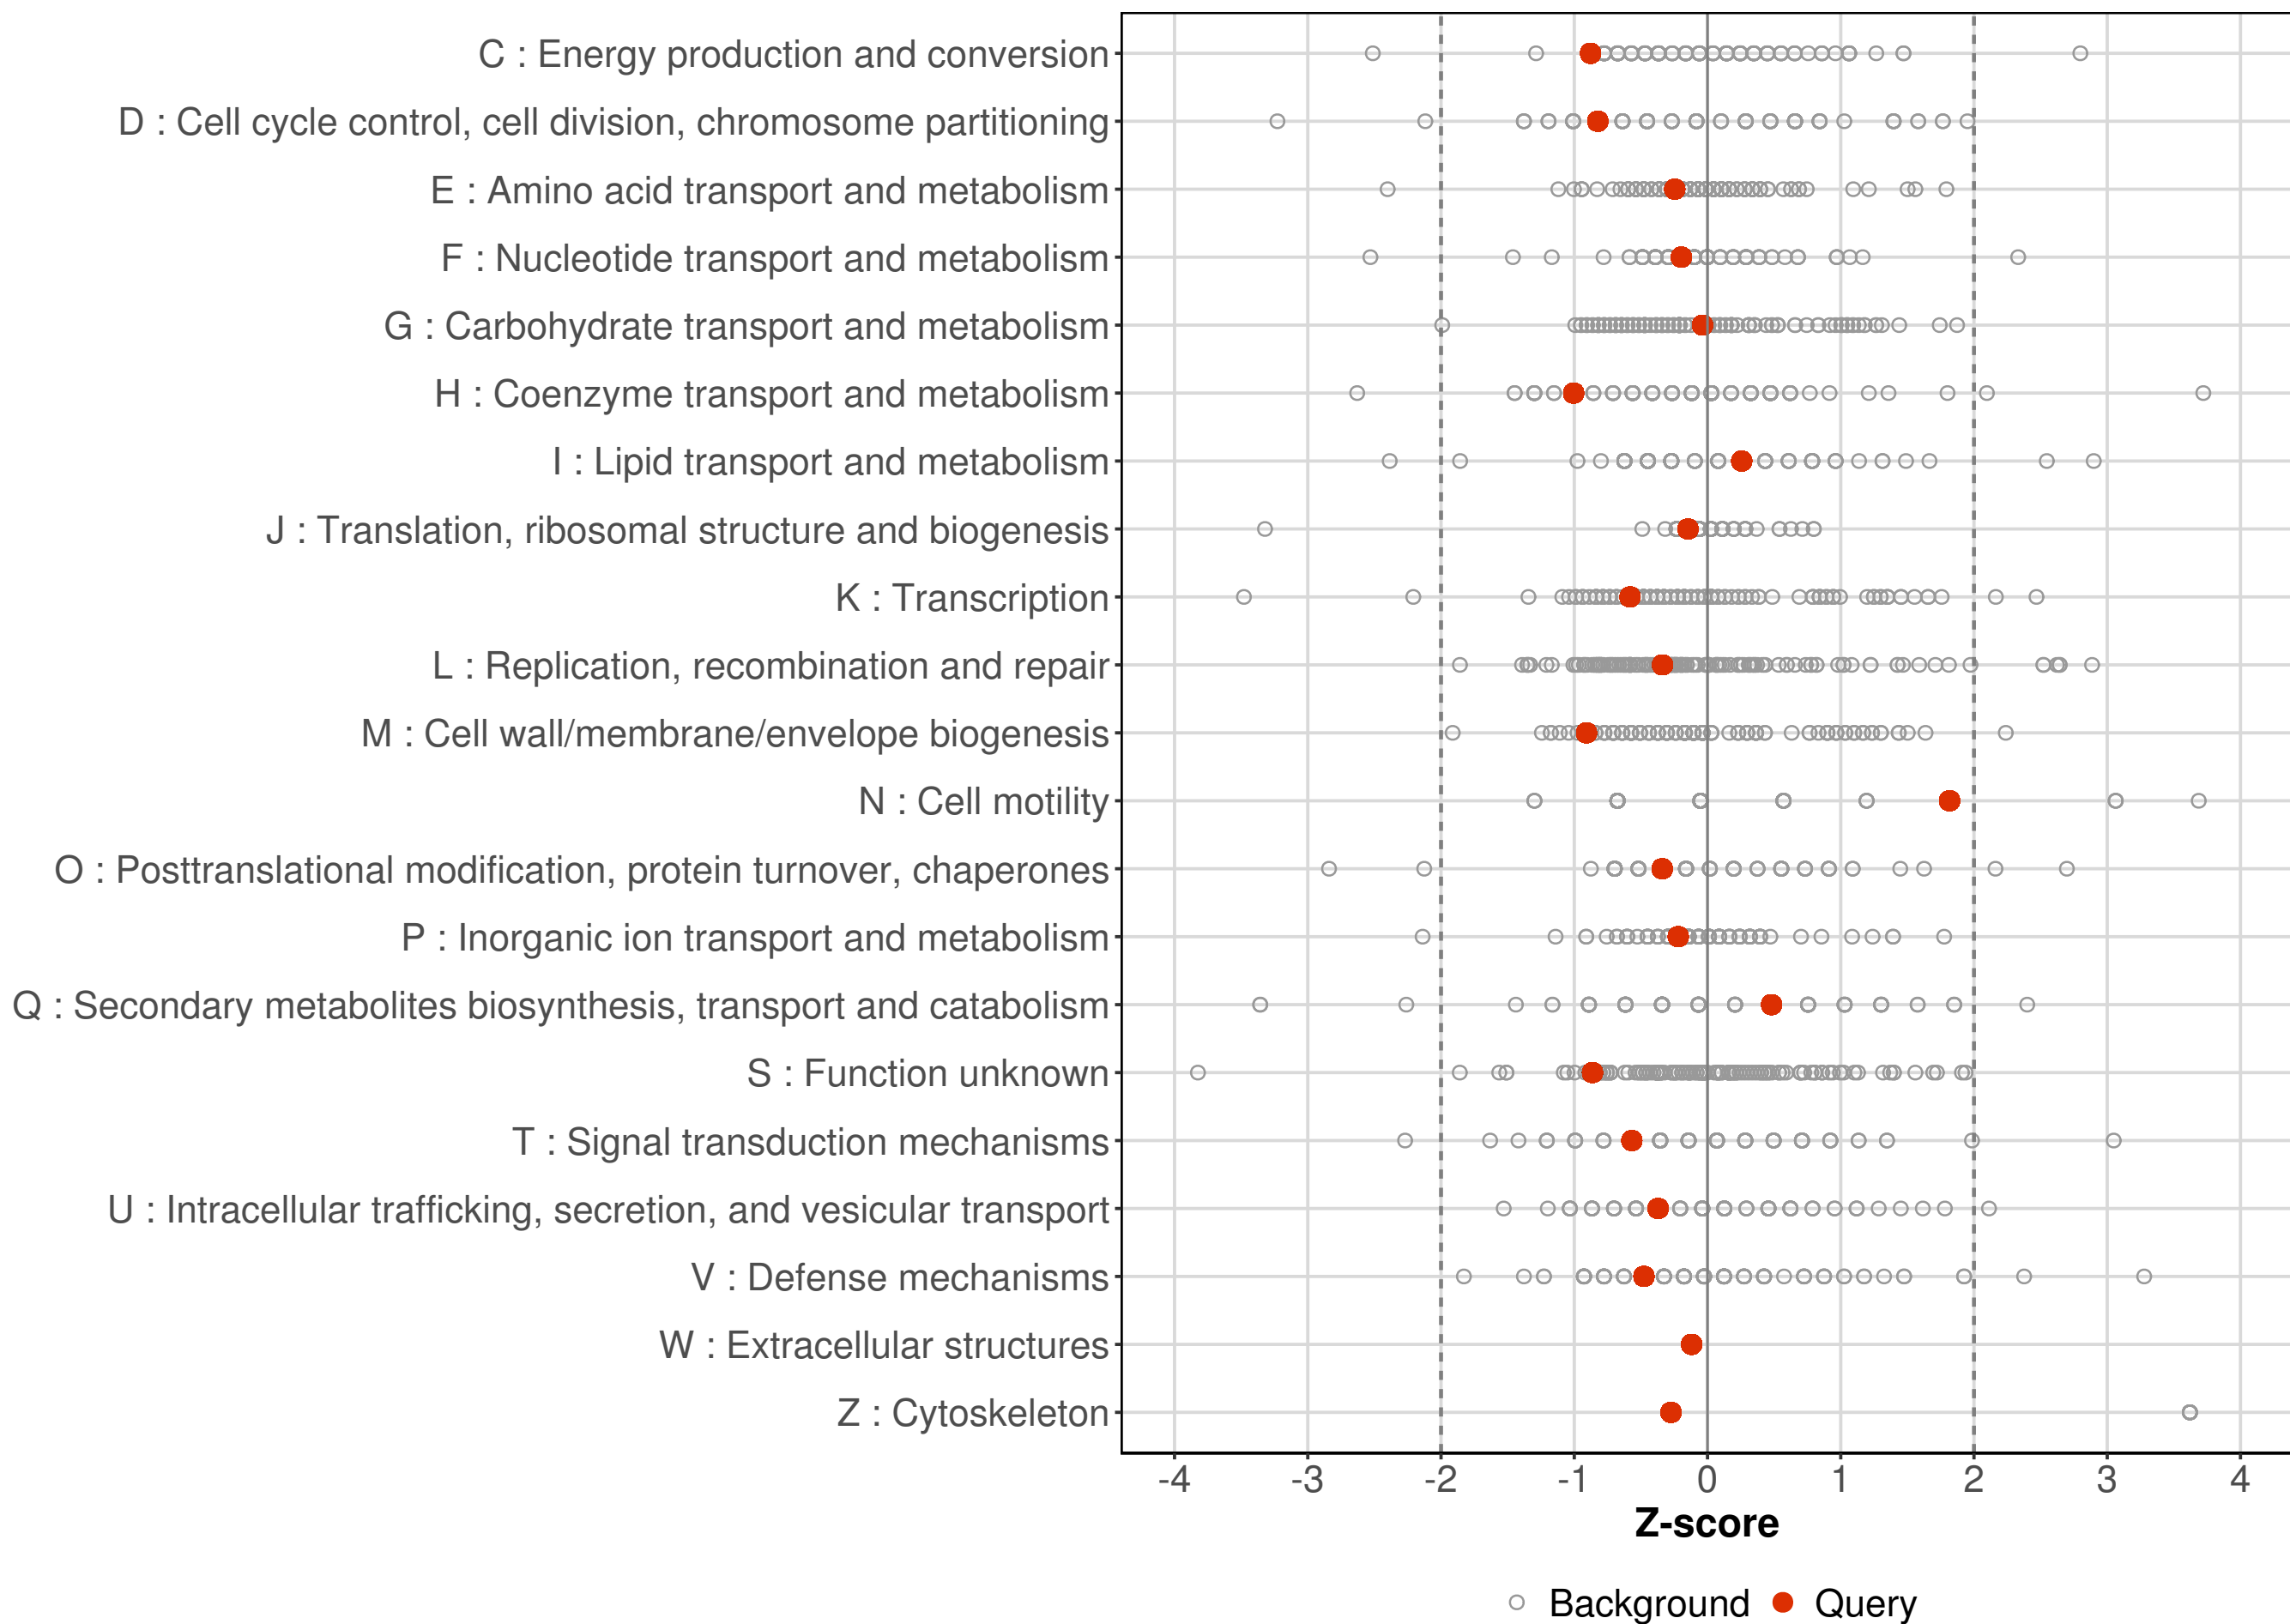 C : Energy production and conversion
D : Cell cycle control, cell division, chromosome partitioning
E : Amino acid transport and metabolism
F : Nucleotide transport and metabolism
G : Carbohydrate transport and metabolism
H : Coenzyme transport and metabolism
I : Lipid transport and metabolism
J : Translation, ribosomal structure and biogenesis
K : Transcription
L : Replication, recombination and repair
M : Cell wall/membrane/envelope biogenesis
N : Cell motility
O : Posttranslational modification, protein turnover, chaperones
P : Inorganic ion transport and metabolism
Q : Secondary metabolites biosynthesis, transport and catabolism
S : Function unknown
T : Signal transduction mechanisms
U : Intracellular trafficking, secretion, and vesicular transport
V : Defense mechanisms
W : Extracellular structures
Z : Cytoskeleton
-4 -3 -2 -1 0 1 2 3 4
Z-score
Background Query